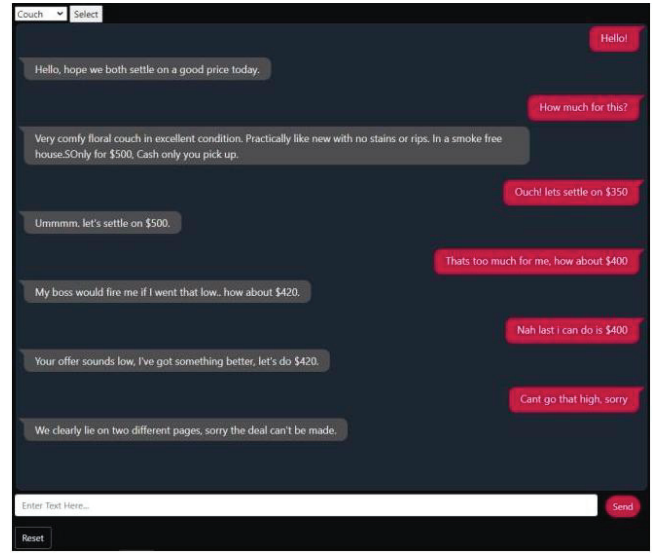 Couch Select
Hello!
Hello, hope we both settle on a good price today.
How much for this?
Very comfy floral couch in excellent condition. Practically like new with no stains or rips. In a smoke free
house.SOnly for $500, Cash only you pick up.
Ouch! lets settle on $350
Ummmm. let's settle on $500.
Thats too much for me, how about $400
My boss would fire me if I went that low.. how about $420.
Nah last i can do is $400
Your offer sounds low, I've got something better, let's do $420.
Cant go that high, sorry
We clearly lie on two different pages, sorry the deal can't be made.
Enter Text Here... Send
Reset